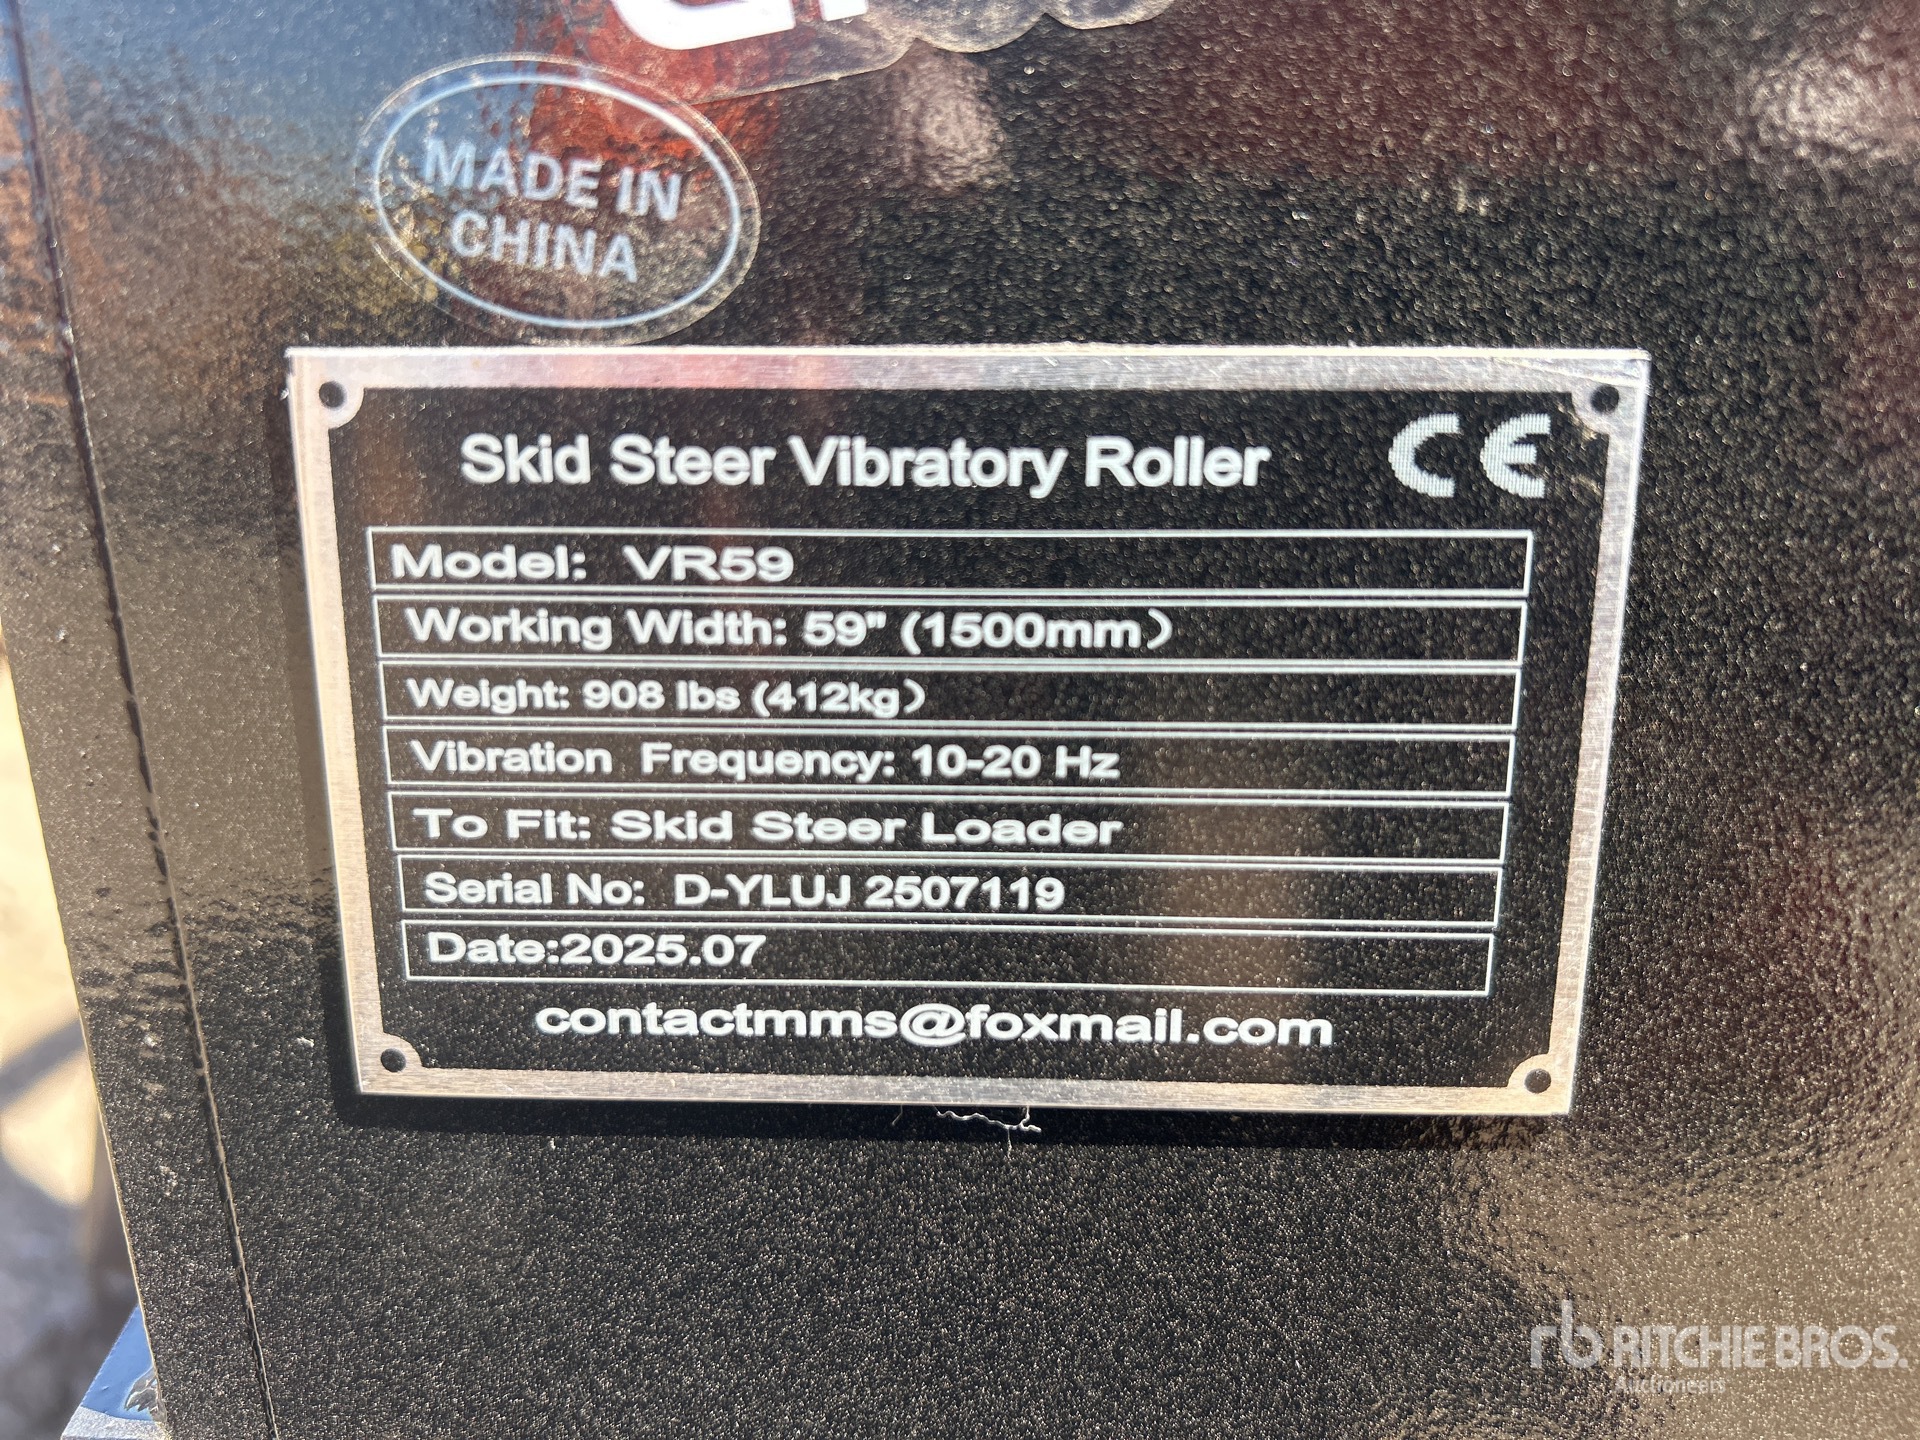 MADE IN
CHINA
Skid Steer Vibratory Roller CE
Model: VR59
Working Width: 59" (1500mm）
Weight: 908 lbs (412kg）
Vibration Frequency: 10-20 Hz
To Fit: Skid Steer Loader
Serial No: D-YLUJ 2507119
Date:2025.07
contactmms@foxmail.com
rb RITCHIE BROS.
Auctioneers